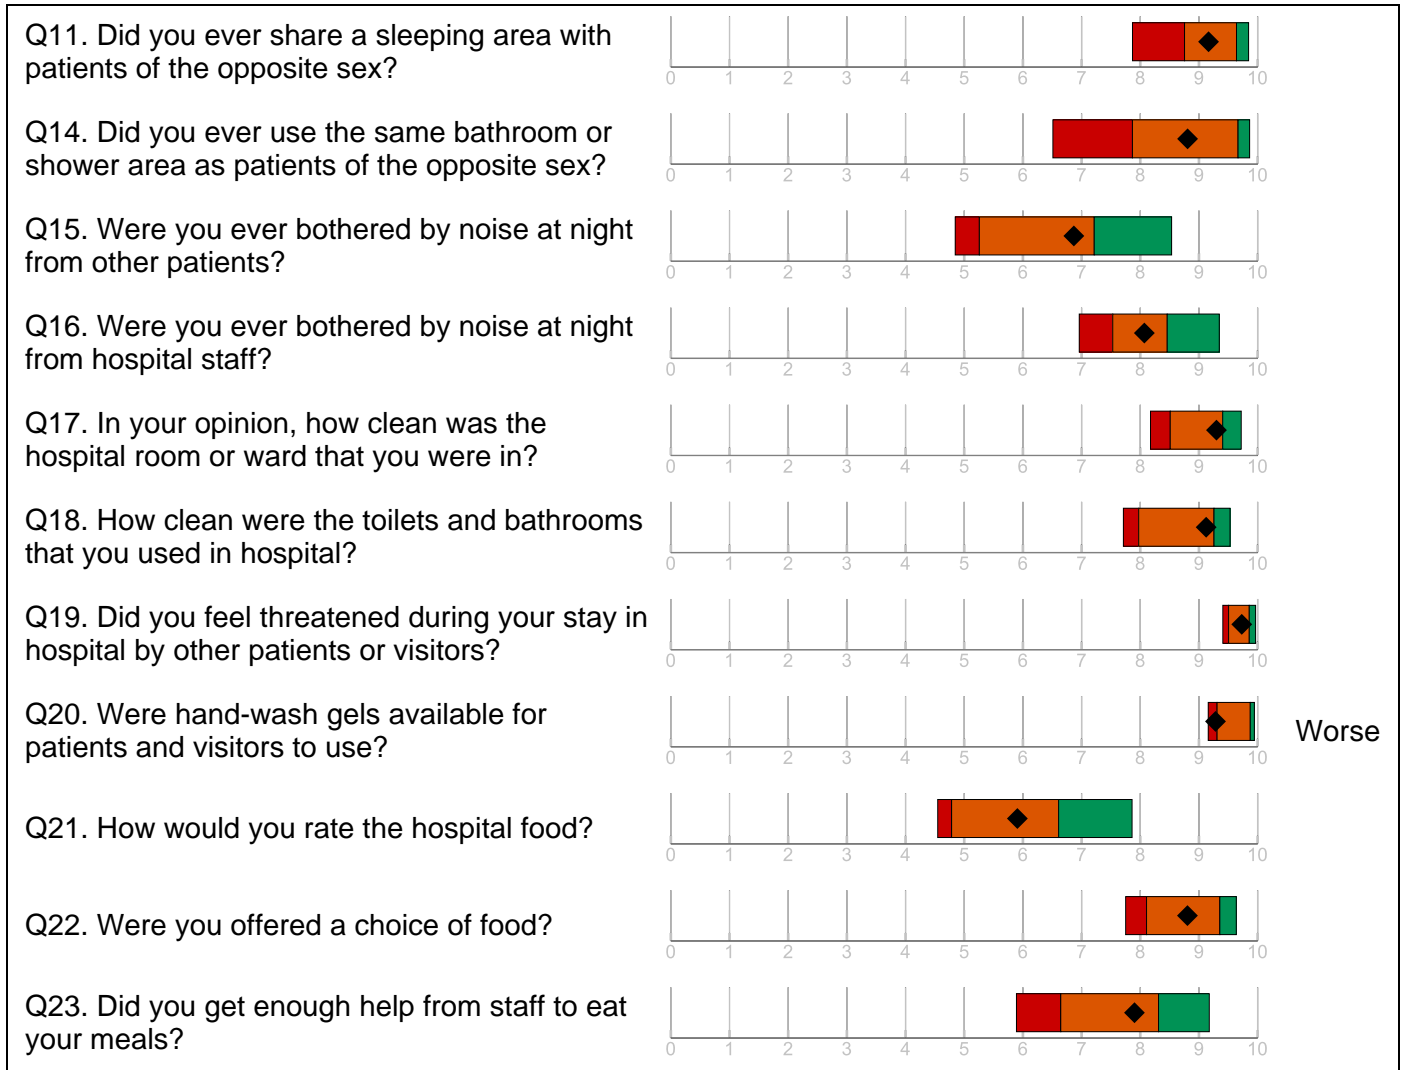 Q11. Did you ever share a sleeping area with
patients of the opposite sex?
0 1 2 3 4 5 6 7 8 9 10
Q14. Did you ever use the same bathroom or
shower area as patients of the opposite sex?
0 1 2 3 4 5 6 7 8 9 10
Q15. Were you ever bothered by noise at night
from other patients?
0 1 2 3 4 5 6 7 8 9 10
Q16. Were you ever bothered by noise at night
from hospital staff?
0 1 2 3 4 5 6 7 8 9 10
Q17. In your opinion, how clean was the
hospital room or ward that you were in?
0 1 2 3 4 5 6 7 8 9 10
Q18. How clean were the toilets and bathrooms
that you used in hospital?
0 1 2 3 4 5 6 7 8 9 10
Q19. Did you feel threatened during your stay in
hospital by other patients or visitors?
0 1 2 3 4 5 6 7 8 9 10
Q20. Were hand-wash gels available for
patients and visitors to use?
Worse
0 1 2 3 4 5 6 7 8 9 10
Q21. How would you rate the hospital food?
0 1 2 3 4 5 6 7 8 9 10
Q22. Were you offered a choice of food?
0 1 2 3 4 5 6 7 8 9 10
Q23. Did you get enough help from staff to eat
your meals?
0 1 2 3 4 5 6 7 8 9 10